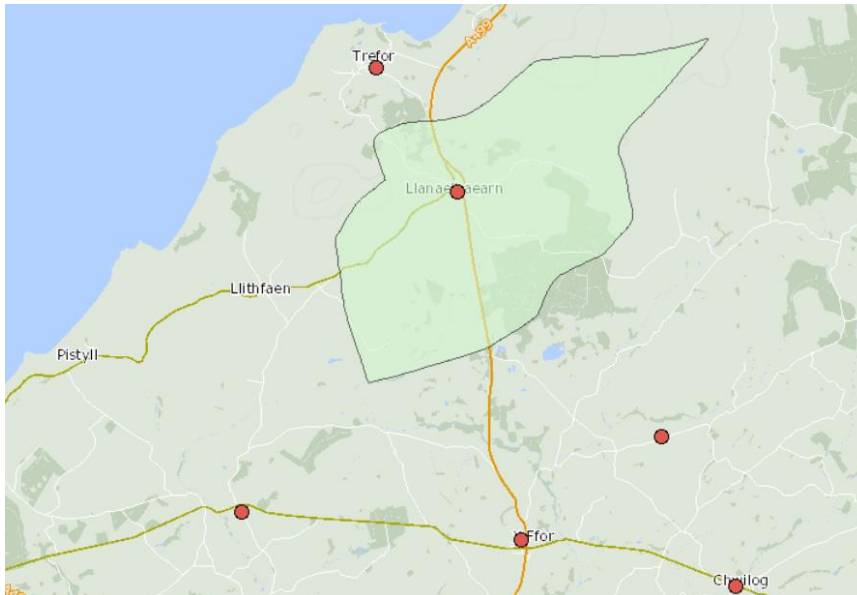 A499
Trefor
Llanaelhaearn
Llithfaen
Pistyll
Y Ffor
Chwilog